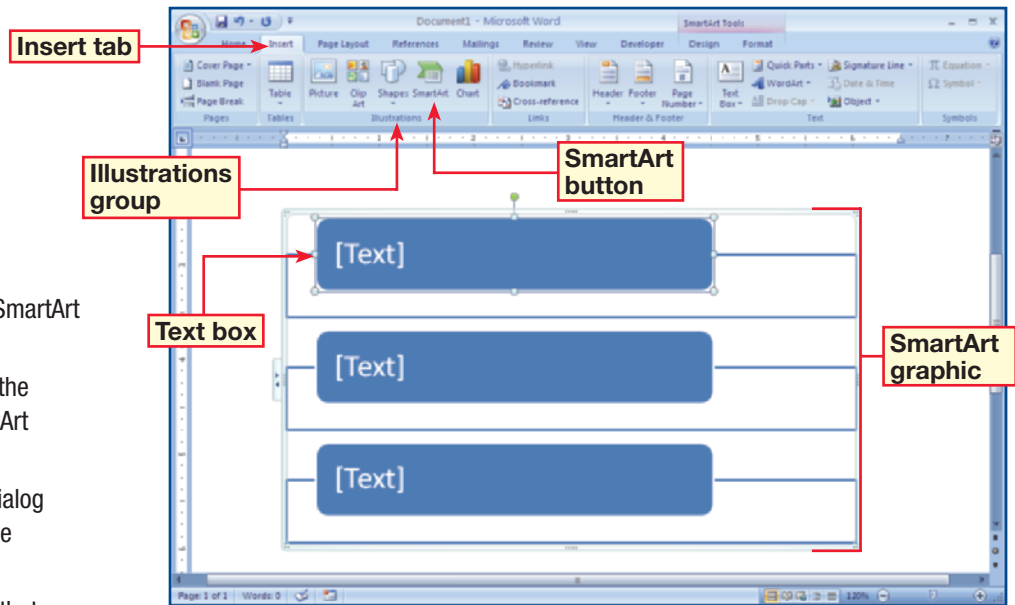 Document1 - Microsoft Word
SmartArt Tools
Insert tab
Home Insert Page Layout References Mailings Review View Developer Design Format
Cover Page
Blank Page
Page Break
Table
Picture Clip Art Shapes SmartArt Chart
Hyperlink
Bookmark
Cross-reference
Header Footer Page Number
Text Box
Quick Parts
WordArt
Drop Cap
Signature Line
Date & Time
Object
Equation
Symbol
Pages Tables Illustrations Links Header & Footer Text Symbols
Illustrations
group
SmartArt
button
[Text]
SmartArt
Text box
[Text]
SmartArt
graphic
the
Art
[Text]
ialog
e
that
Page: 1 of 1 Words: 0 120%